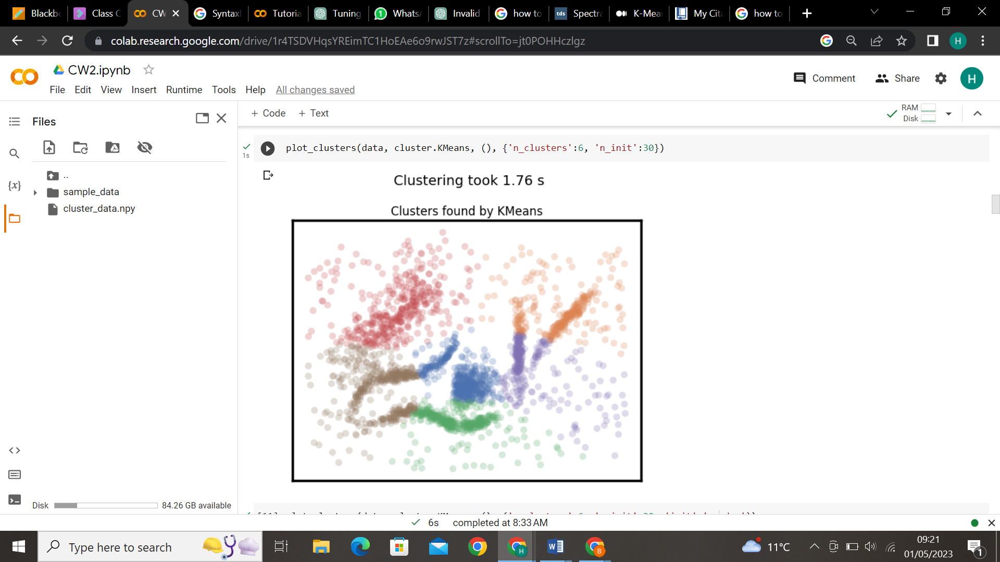 Blackb
Class C
CW
Syntax
Tutoria
Tuning
WhatsA
Invalid
how to
tds
Spectra
K-Mea
My Cit
how to
colab.research.google.com/drive/1r4TSDVHqsYREimTC1HoEAe6o9rwJST7z#scrollTo=jt0POHHczlgz
H
CW2.ipynb
Comment
Share
H
File Edit View Insert Runtime Tools Help All changes saved
Files
+ Code + Text
RAM
Disk
1s
plot_clusters(data, cluster.KMeans, (), {'n_clusters':6, 'n_init':30})
{x}
..
sample_data
cluster_data.npy
Clustering took 1.76 s
Clusters found by KMeans
Disk
84.26 GB available
6s completed at 8:33 AM
Type here to search
H
B
11°C
09:21
01/05/2023
1